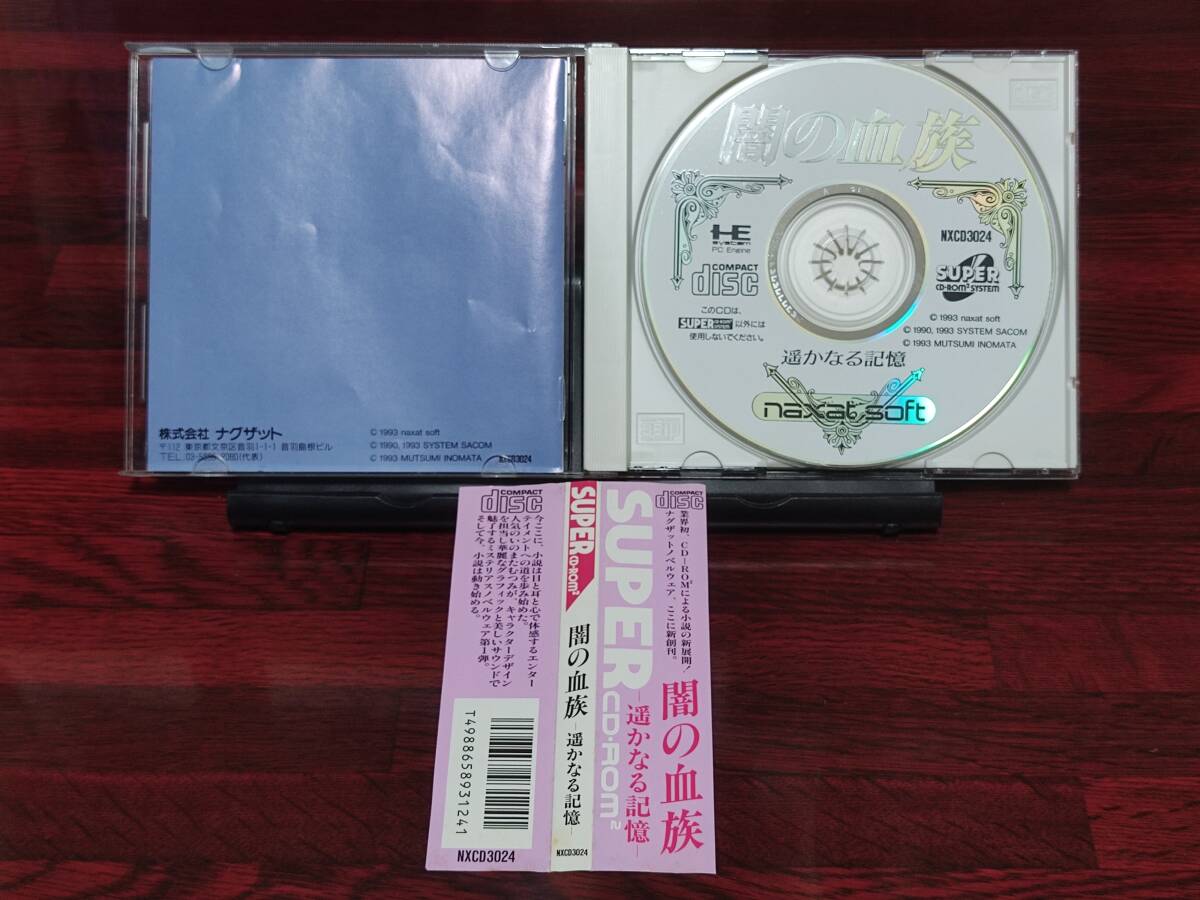 株式会社 ナグザット
〒112 東京都文京区音羽1-1-1 音羽島根ビル
(代表)
© 1993 naxat soft
© 1990, 1993 SYSTEM SACOM
© 1993 MUTSUMI INOMATA
NXCD3024
闇の血族
HE
system
PC Engine
COMPACT
disc
このCDは、
SUPER CD-ROM² SYSTEM 以外には
使用しないでください。
NXCD3024
SUPER
CD-ROM² SYSTEM
© 1993 naxat soft
© 1990, 1993 SYSTEM SACOM
© 1993 MUTSUMI INOMATA
遥かなる記憶
naxat soft
COMPACT
disc
業界初、CD-ROM²による小説の新展開!
ナグザットノベルウェア、ここに新創刊。
闇の血族
―遥かなる記憶―
SUPER CD・ROM²
SUPER CD・ROM²
闇の血族
―遥かなる記憶―
NXCD3024
COMPACT
disc
今ここに、小説は目と耳と心で体感するエンター
テイメントへの道を歩み始めた。
人気のいのまたむつみが、キャラクターデザイン
を担当し華麗なグラフィックと美しいサウンドで
魅了するミステリアスノベルウェア第1弾。
そして今、小説は動き始める。
T4988658931241
NXCD3024